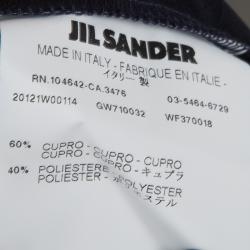 JIL SANDER
MADE IN ITALY - FABRIQUE EN ITALIE -
イタリー 製
RN.104642-CA.3476 03-5464-6729
20121W00114 GW710032 WF370018
60% CUPRO - CUPRO - CUPRO
CUPRO - CUPRO - キュプラ
40% POLIESTERE - POLYESTER
POLIESTER - ポリエステル